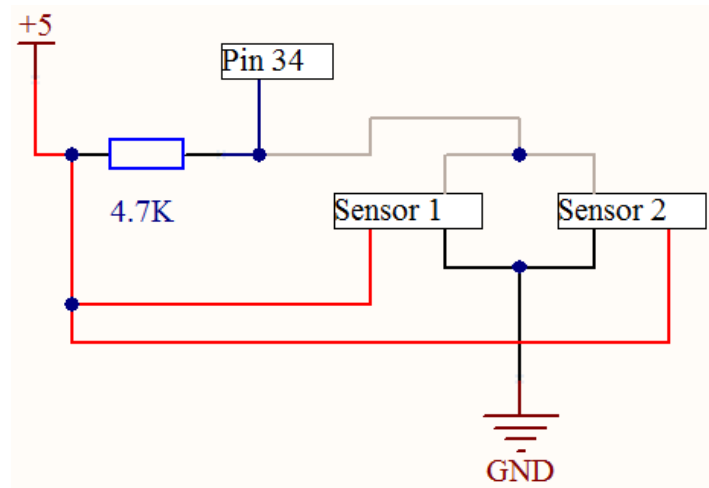 +5
Pin 34
4.7K
Sensor 1
Sensor 2
GND